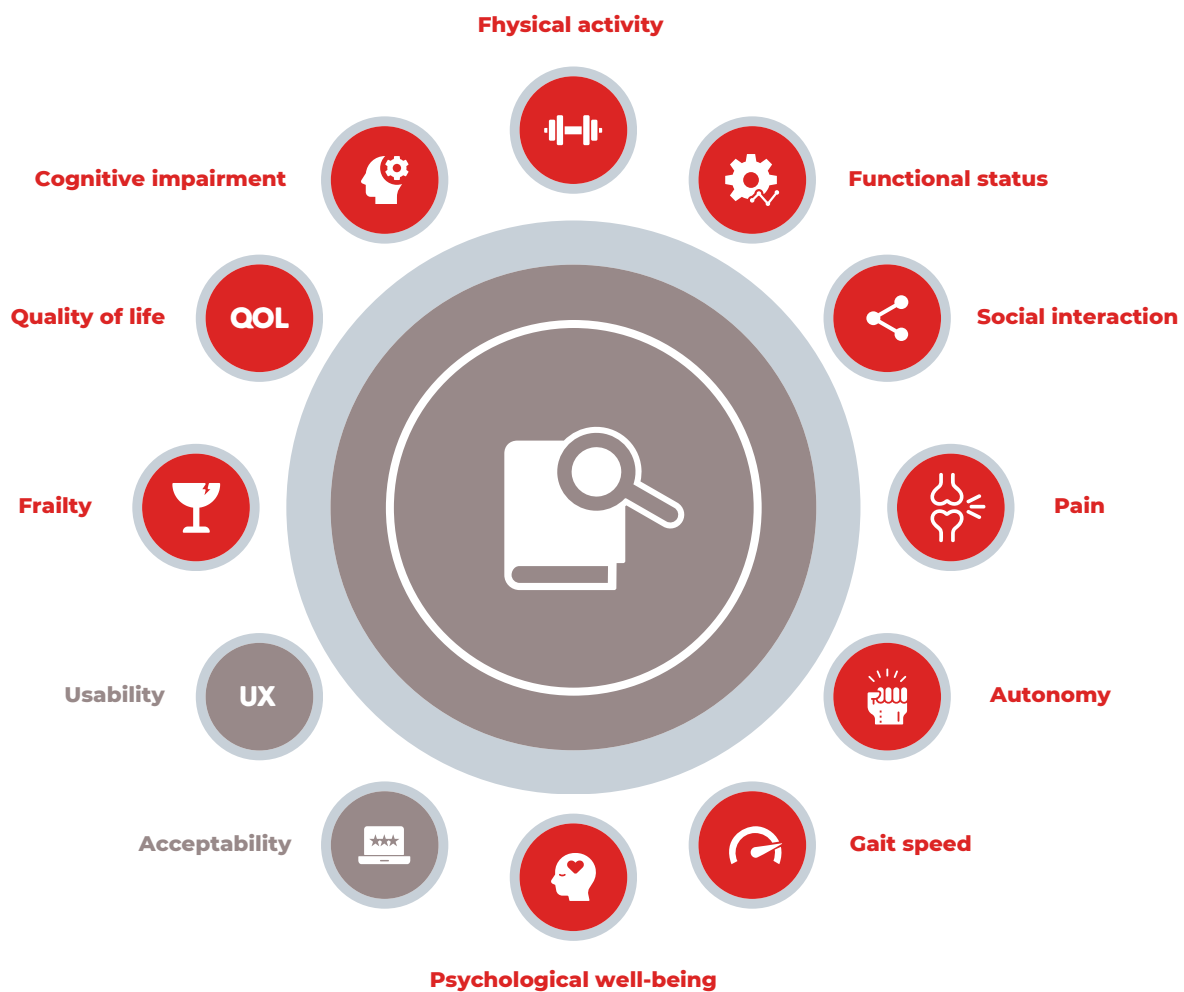 Fhysical activity
Cognitive impairment
Functional status
Quality of life
QOL
Social interaction
Frailty
Pain
Usability
UX
Autonomy
Acceptability
Gait speed
Psychological well-being